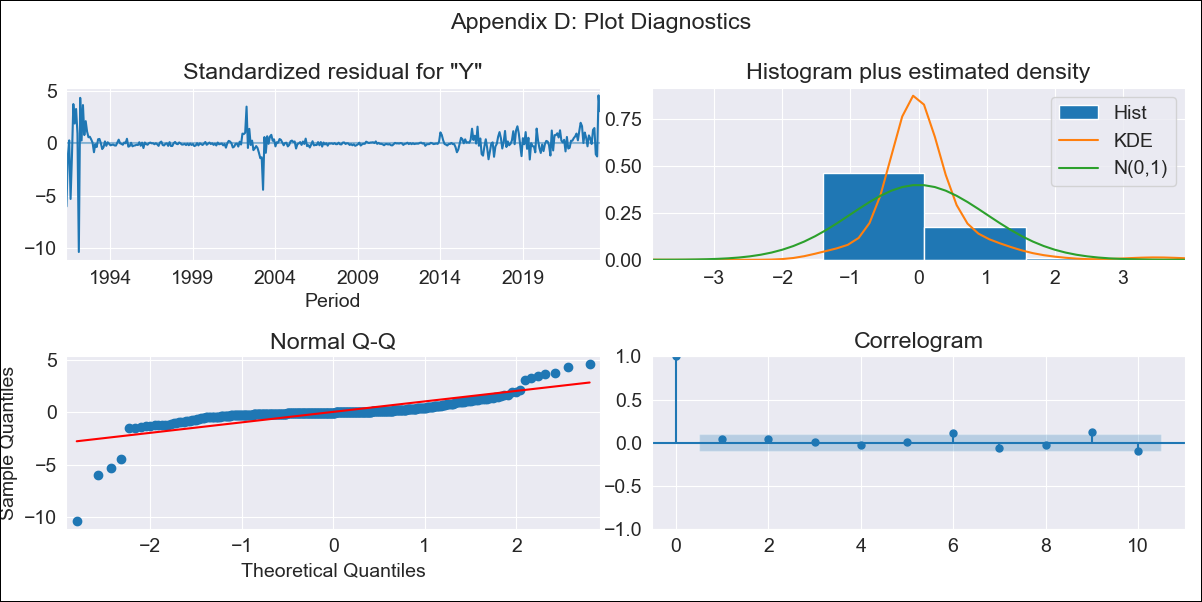 Appendix D: Plot Diagnostics
Standardized residual for "Y"
5
0
−5
−10
1994 1999 2004 2009 2014 2019
Period
Histogram plus estimated density
Hist
KDE
N(0,1)
0.75
0.50
0.25
0.00
−3 −2 −1 0 1 2 3
Normal Q-Q
Sample Quantiles
5
0
−5
−10
−2 −1 0 1 2
Theoretical Quantiles
Correlogram
1.0
0.5
0.0
−0.5
−1.0
0 2 4 6 8 10